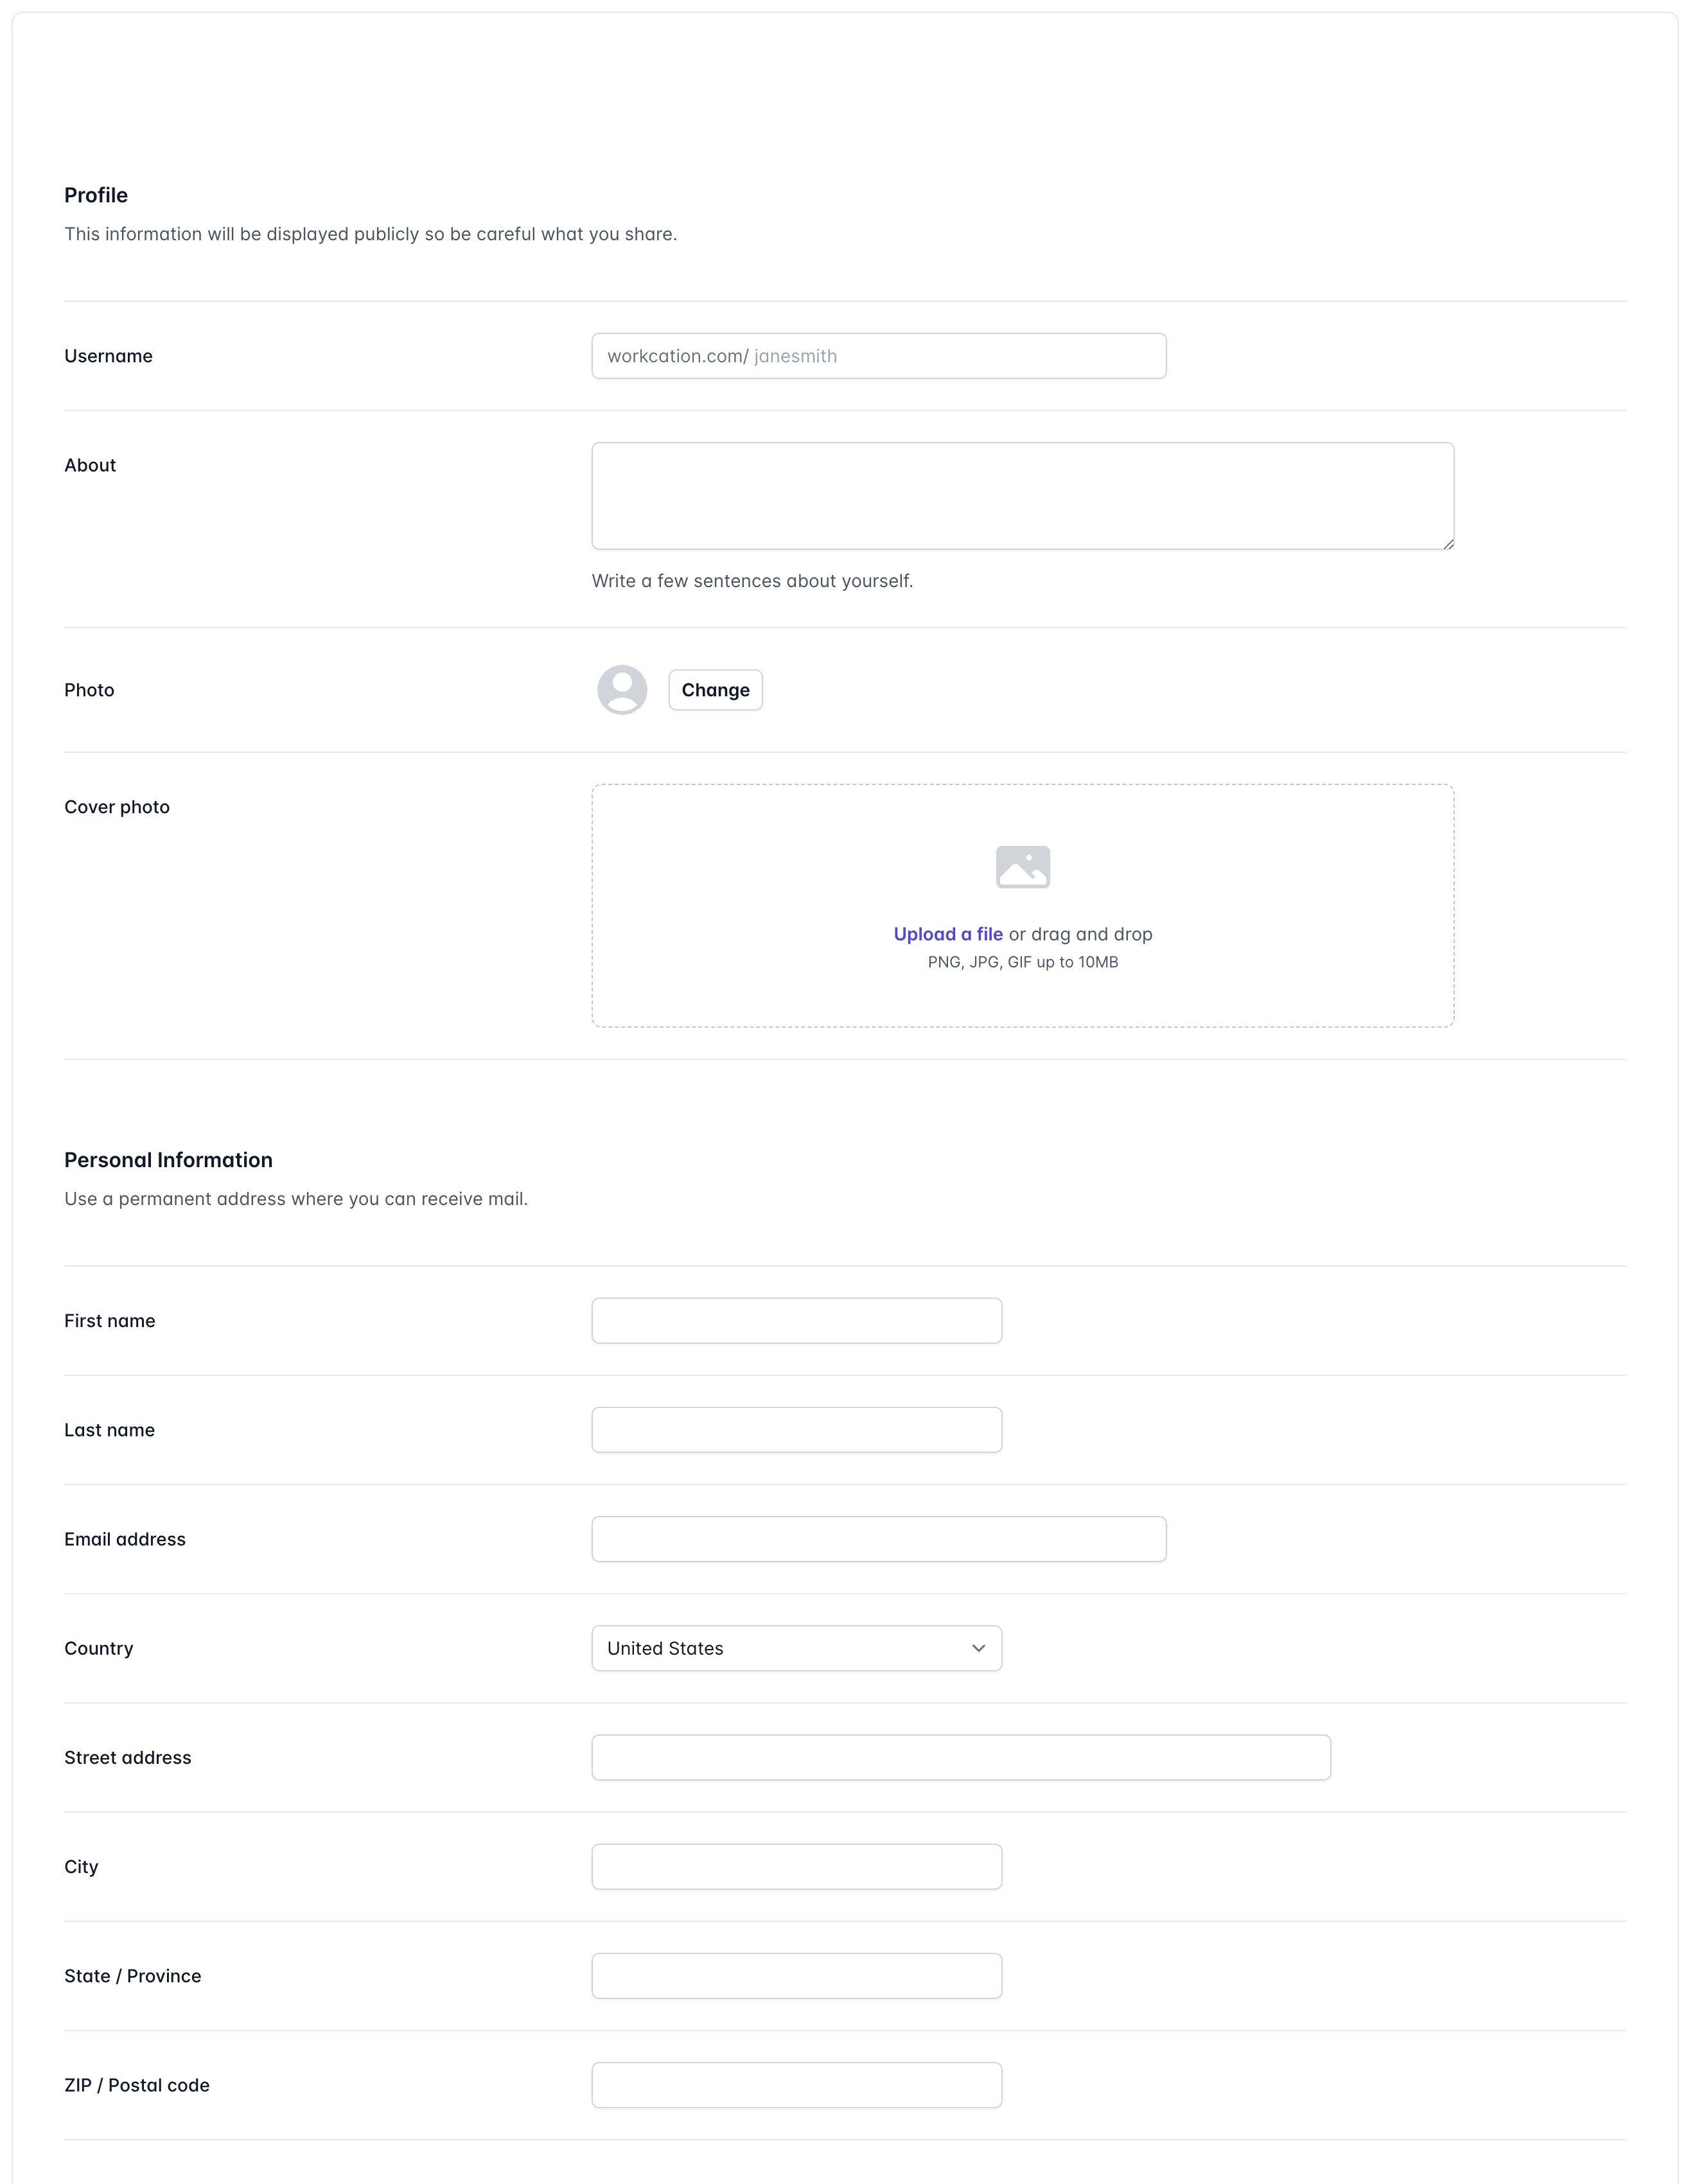 Profile
This information will be displayed publicly so be careful what you share.
Username
workcation.com/ janesmith
About
Write a few sentences about yourself.
Photo
Change
Cover photo
Upload a file or drag and drop
PNG, JPG, GIF up to 10MB
Personal Information
Use a permanent address where you can receive mail.
First name
Last name
Email address
Country
United States
Street address
City
State / Province
ZIP / Postal code